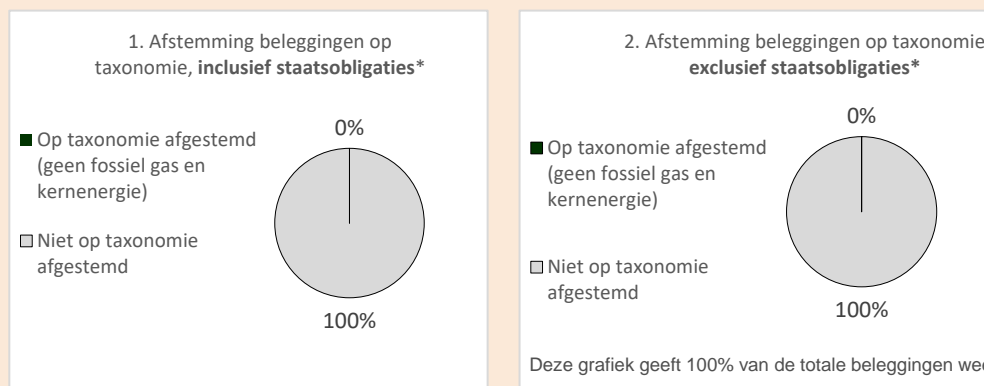 1. Afstemming beleggingen op
taxonomie, inclusief staatsobligaties*
Op taxonomie afgestemd
(geen fossiel gas en
kernenergie)
Niet op taxonomie
afgestemd
0%
100%
2. Afstemming beleggingen op taxonomie
exclusief staatsobligaties*
Op taxonomie afgestemd
(geen fossiel gas en
kernenergie)
Niet op taxonomie
afgestemd
0%
100%
Deze grafiek geeft 100% van de totale beleggingen